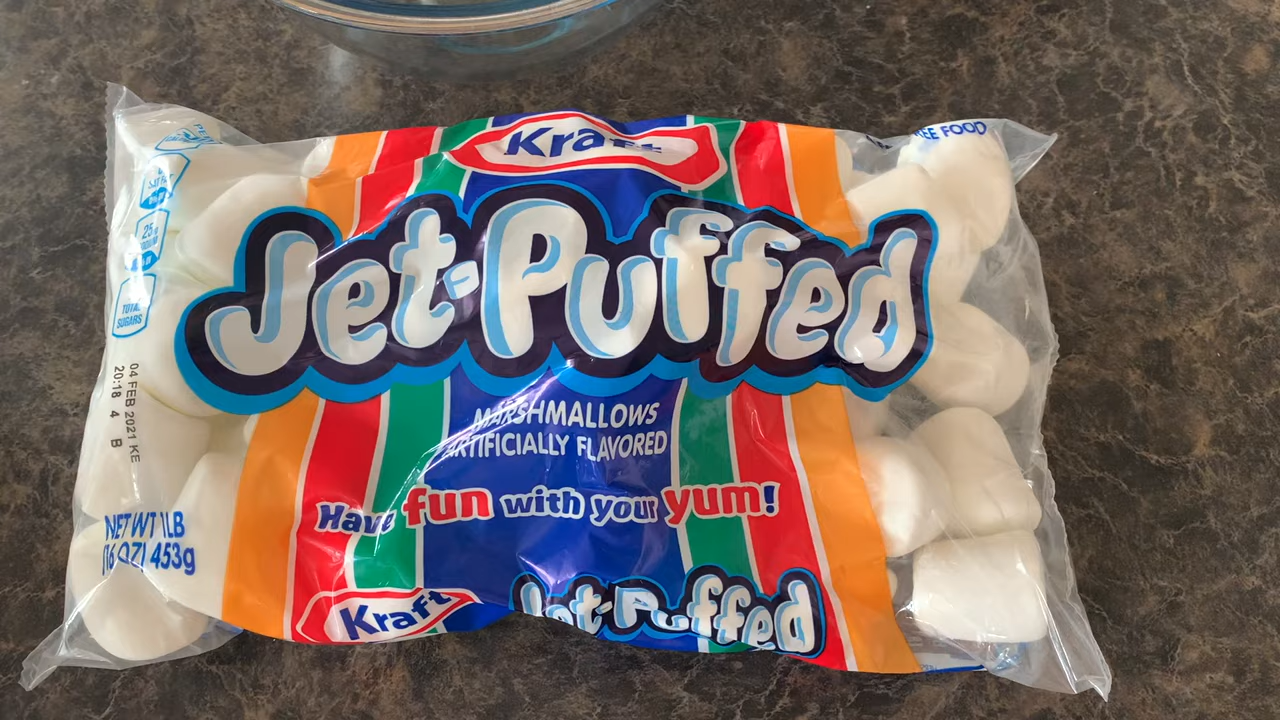 Kraft
Jet-Puffed
MARSHMALLOWS
ARTIFICIALLY FLAVORED
Have fun with your yum!
Kraft
Jet-Puffed
FREE FOOD
25g
TOTAL
SUGARS
04 FEB 2021 KE
20:18 4 B
NET WT 1LB
(16 OZ) 453g